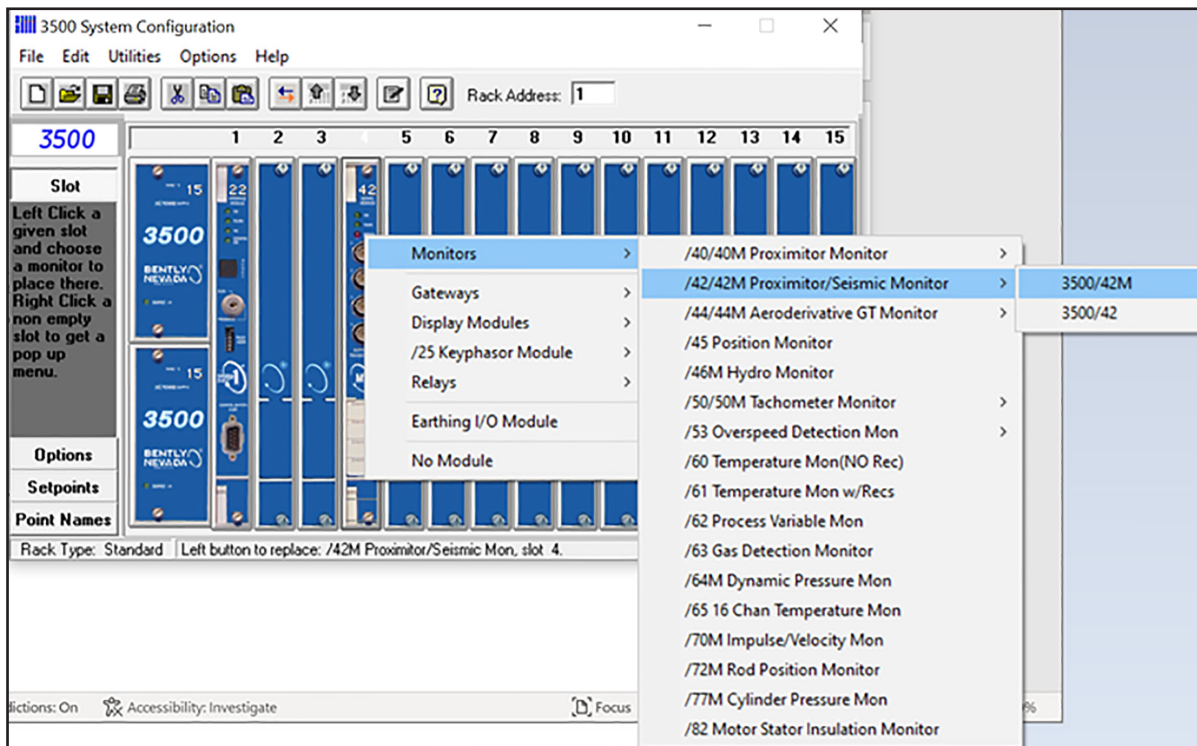 3500 System Configuration
File Edit Utilities Options Help
Rack Address: 1
3500
1 2 3 4 5 6 7 8 9 10 11 12 13 14 15
Slot
Left Click a
given slot
and choose
a monitor to
place there.
Right Click a
non empty
slot to get a
pop up
menu.
Options
Setpoints
Point Names
15
3500
BENTLY
NEVADA
15
3500
BENTLY
NEVADA
22
42
Monitors
Gateways
Display Modules
/25 Keyphasor Module
Relays
Earthing I/O Module
No Module
/40/40M Proximitor Monitor
/42/42M Proximitor/Seismic Monitor
/44/44M Aeroderivative GT Monitor
/45 Position Monitor
/46M Hydro Monitor
/50/50M Tachometer Monitor
/53 Overspeed Detection Mon
/60 Temperature Mon(NO Rec)
/61 Temperature Mon w/Recs
/62 Process Variable Mon
/63 Gas Detection Monitor
/64M Dynamic Pressure Mon
/65 16 Chan Temperature Mon
/70M Impulse/Velocity Mon
/72M Rod Position Monitor
/77M Cylinder Pressure Mon
/82 Motor Stator Insulation Monitor
3500/42M
3500/42
Rack Type: Standard Left button to replace: /42M Proximitor/Seismic Mon, slot 4.
dictions: On Accessibility: Investigate Focus %